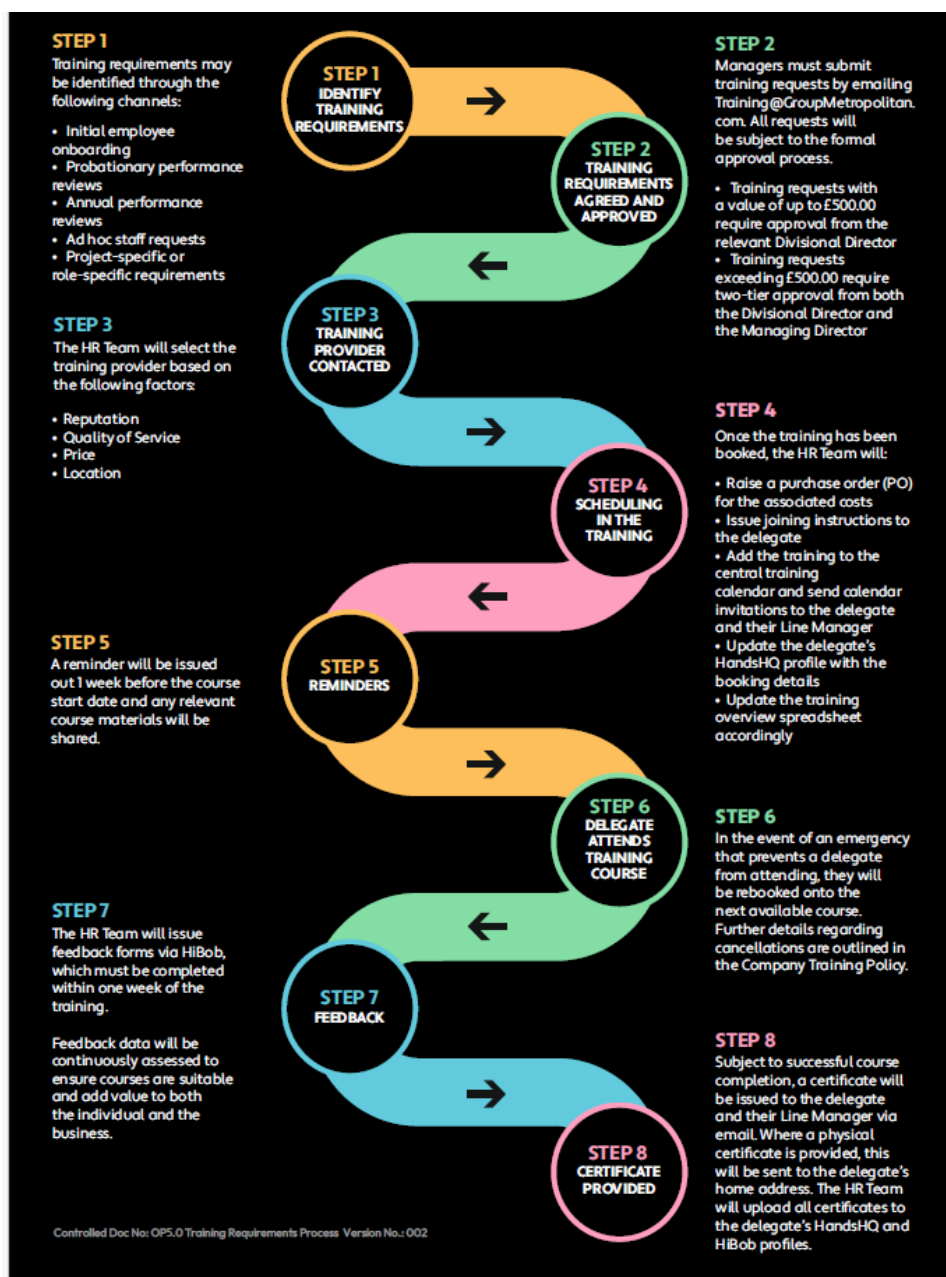 STEP 1
Training requirements may
be identified through the
following channels:
• Initial employee
onboarding
• Probationary performance
reviews
• Annual performance
reviews
• Ad hoc staff requests
• Project-specific or
role-specific requirements
STEP 1
IDENTIFY
TRAINING
REQUIREMENTS
STEP 2
TRAINING
REQUIREMENTS
AGREED AND
APPROVED
STEP 2
Managers must submit
training requests by emailing
Training@GroupMetropolitan.
com. All requests will
be subject to the formal
approval process.
• Training requests with
a value of up to £500.00
require approval from the
relevant Divisional Director
• Training requests
exceeding £500.00 require
two-tier approval from both
the Divisional Director and
the Managing Director
STEP 3
The HR Team will select the
training provider based on
the following factors:
• Reputation
• Quality of Service
• Price
• Location
STEP 3
TRAINING
PROVIDER
CONTACTED
STEP 4
SCHEDULING
IN THE
TRAINING
STEP 4
Once the training has been
booked, the HR Team will:
• Raise a purchase order (PO)
for the associated costs
• Issue joining instructions to
the delegate
• Add the training to the
central training
calendar and send calendar
invitations to the delegate
and their Line Manager
• Update the delegate's
HandsHQ profile with the
booking details
• Update the training
overview spreadsheet
accordingly
STEP 5
A reminder will be issued
out 1 week before the course
start date and any relevant
course materials will be
shared.
STEP 5
REMINDERS
STEP 6
DELEGATE
ATTENDS
TRAINING
COURSE
STEP 6
In the event of an emergency
that prevents a delegate
from attending, they will
be rebooked onto the
next available course.
Further details regarding
cancellations are outlined in
the Company Training Policy.
STEP 7
The HR Team will issue
feedback forms via HiBob,
which must be completed
within one week of the
training.
Feedback data will be
continuously assessed to
ensure courses are suitable
and add value to both
the individual and the
business.
STEP 7
FEEDBACK
STEP 8
CERTIFICATE
PROVIDED
STEP 8
Subject to successful course
completion, a certificate will
be issued to the delegate
and their Line Manager via
email. Where a physical
certificate is provided, this
will be sent to the delegate's
home address. The HR Team
will upload all certificates to
the delegate's HandsHQ and
HiBob profiles.
Controlled Doc No: OP5.0 Training Requirements Process Version No.: 002